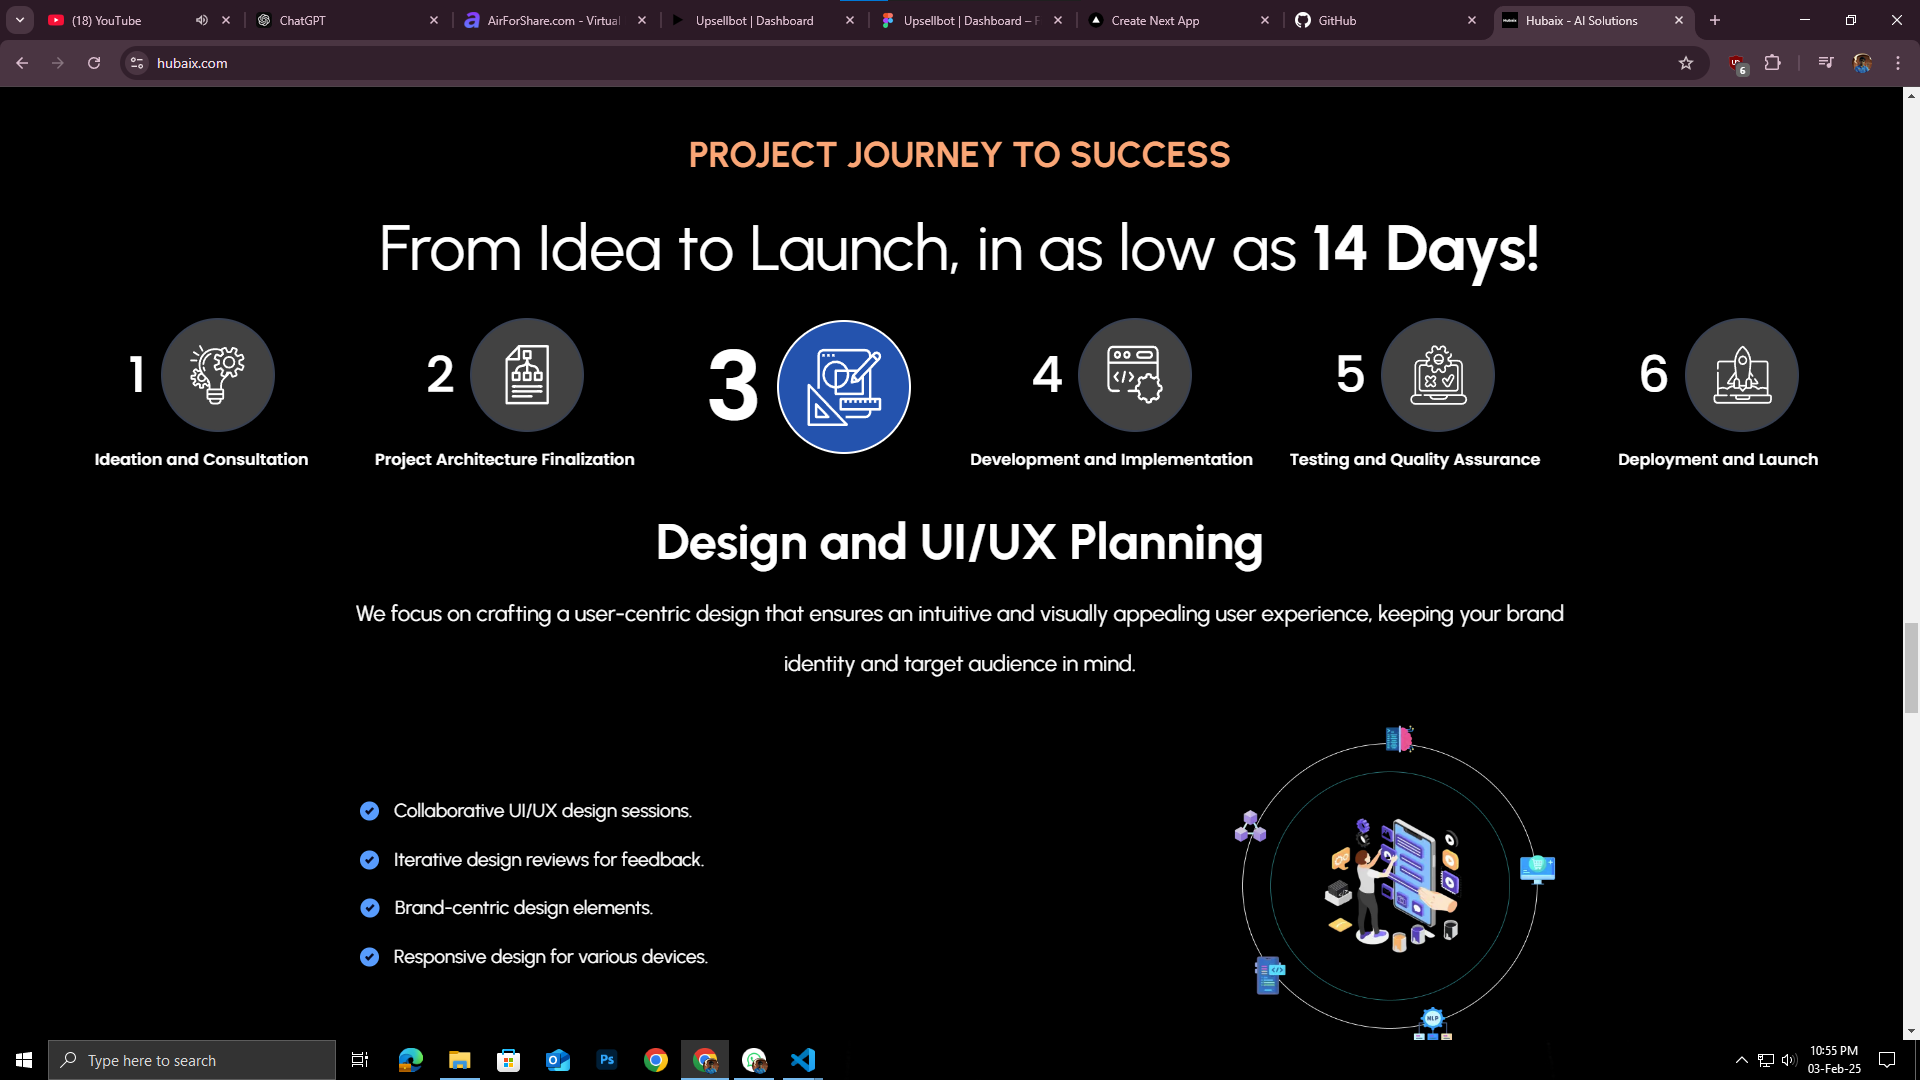 (18) YouTube
ChatGPT
AirForShare.com - Virtual
Upsellbot | Dashboard
Upsellbot | Dashboard – F
Create Next App
GitHub
Hubaix - AI Solutions
hubaix.com
6
PROJECT JOURNEY TO SUCCESS
From Idea to Launch, in as low as 14 Days!
1
2
3
4
5
6
Ideation and Consultation
Project Architecture Finalization
Development and Implementation
Testing and Quality Assurance
Deployment and Launch
Design and UI/UX Planning
We focus on crafting a user-centric design that ensures an intuitive and visually appealing user experience, keeping your brand
identity and target audience in mind.
Collaborative UI/UX design sessions.
Iterative design reviews for feedback.
Brand-centric design elements.
Responsive design for various devices.
Type here to search
Ps
10:55 PM
03-Feb-25